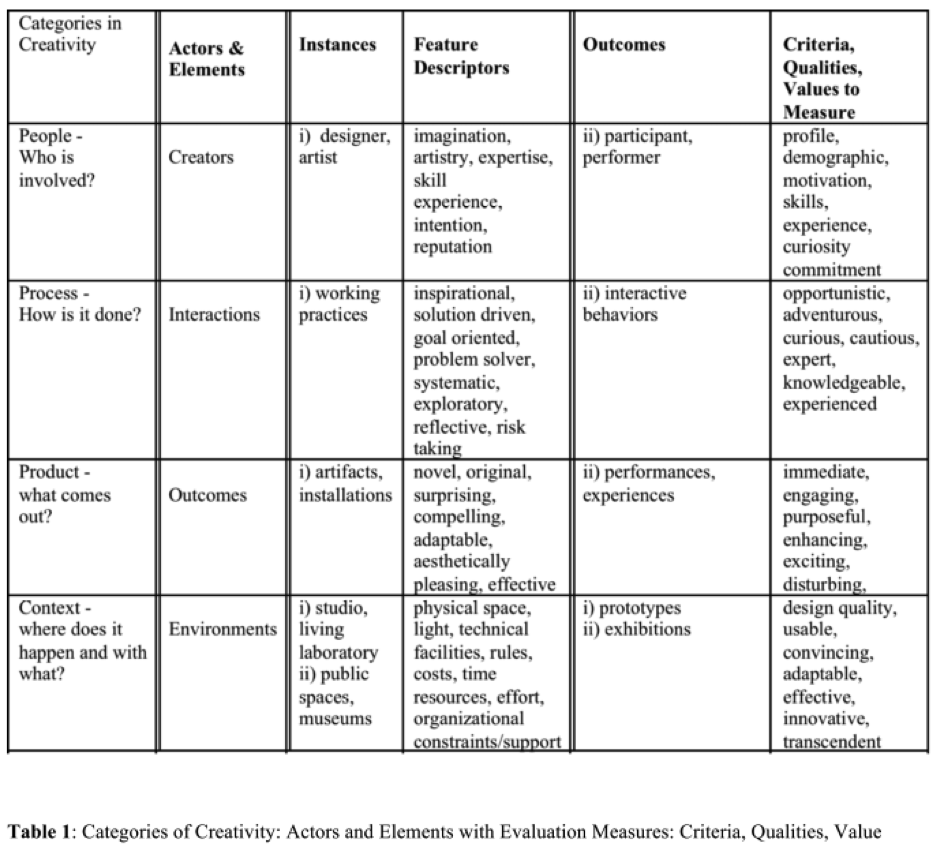 Categories in
Creativity
Actors &
Elements
Instances
Feature
Descriptors
Outcomes
Criteria,
Qualities,
Values to
Measure
People -
Who is
involved?
Creators
i) designer,
artist
imagination,
artistry, expertise,
skill
experience,
intention,
reputation
ii) participant,
performer
profile,
demographic,
motivation,
skills,
experience,
curiosity
commitment
Process -
How is it done?
Interactions
i) working
practices
inspirational,
solution driven,
goal oriented,
problem solver,
systematic,
exploratory,
reflective, risk
taking
ii) interactive
behaviors
opportunistic,
adventurous,
curious, cautious,
expert,
knowledgeable,
experienced
Product -
what comes
out?
Outcomes
i) artifacts,
installations
novel, original,
surprising,
compelling,
adaptable,
aesthetically
pleasing, effective
ii) performances,
experiences
immediate,
engaging,
purposeful,
enhancing,
exciting,
disturbing,
Context -
where does it
happen and with
what?
Environments
i) studio,
living
laboratory
ii) public
spaces,
museums
physical space,
light, technical
facilities, rules,
costs, time
resources, effort,
organizational
constraints/support
i) prototypes
ii) exhibitions
design quality,
usable,
convincing,
adaptable,
effective,
innovative,
transcendent
Table 1: Categories of Creativity: Actors and Elements with Evaluation Measures: Criteria, Qualities, Value